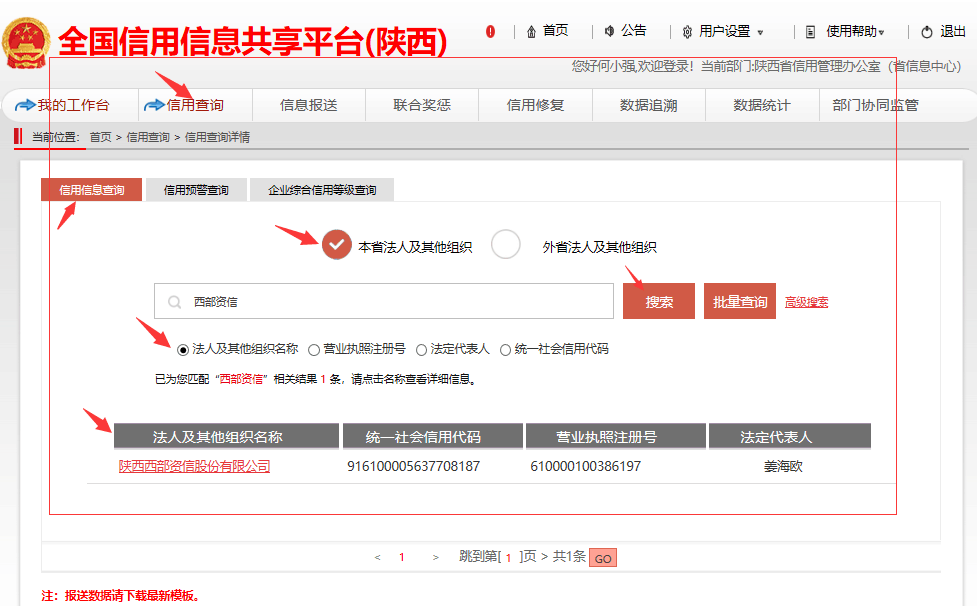 全国信用信息共享平台(陕西)
首页 公告 用户设置 使用帮助 退出
您好何小强,欢迎登录！当前部门:陕西省信用管理办公室（省信息中心）
我的工作台 信用查询 信息报送 联合奖惩 信用修复 数据追溯 数据统计 部门协同监管
当前位置: 首页 > 信用查询 > 信用查询详情
信用信息查询 信用预警查询 企业综合信用等级查询
本省法人及其他组织 外省法人及其他组织
西部资信 搜索 批量查询 高级搜索
法人及其他组织名称 营业执照注册号 法定代表人 统一社会信用代码
已为您匹配“西部资信”相关结果 1 条，请点击名称查看详细信息。
法人及其他组织名称 统一社会信用代码 营业执照注册号 法定代表人
陕西西部资信股份有限公司 916100005637708187 610000100386197 姜海欧
< 1 > 跳到第[ 1 ]页 > 共1条 GO
注：报送数据请下载最新模板。